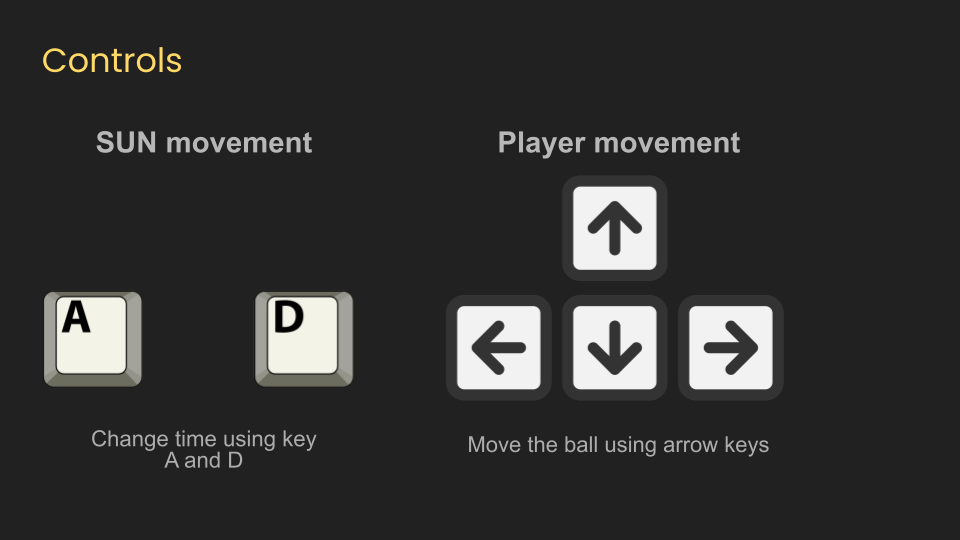 Controls
SUN movement
Player movement
A
D
Change time using key
A and D
Move the ball using arrow keys